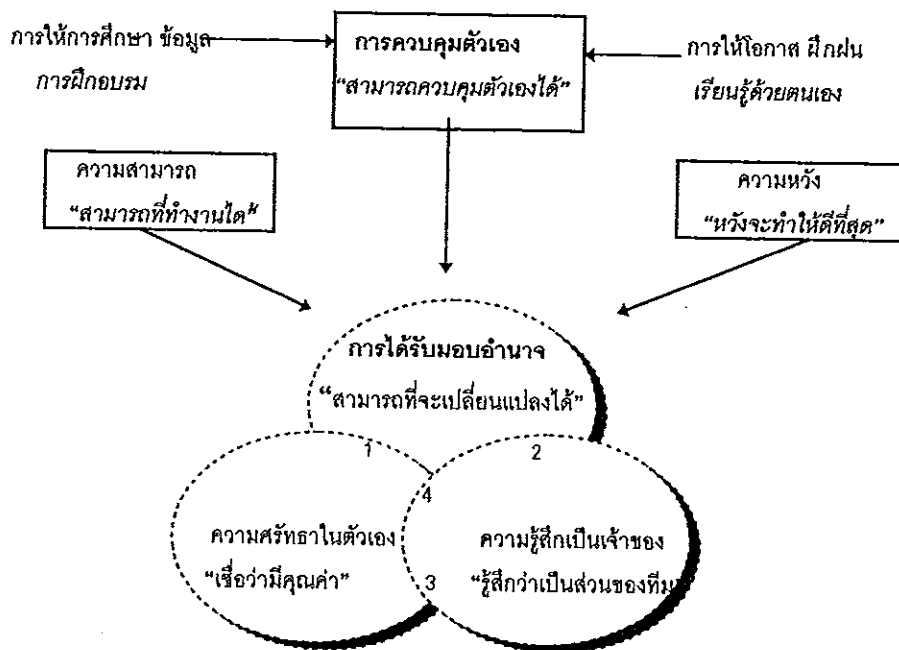 การให้การศึกษา ข้อมูล
การฝึกอบรม
การควบคุมตัวเอง
“สามารถควบคุมตัวเองได้”
การให้โอกาส ฝึกฝน
เรียนรู้ด้วยตนเอง
ความสามารถ
“สามารถที่ทำงานได้”
ความหวัง
“หวังจะทำให้ดีที่สุด”
การได้รับมอบอำนาจ
“สามารถที่จะเปลี่ยนแปลงได้”
1
2
4
ความศรัทธาในตัวเอง
“เชื่อว่ามีคุณค่า”
3
ความรู้สึกเป็นเจ้าของ
“รู้สึกว่าเป็นส่วนของทีม